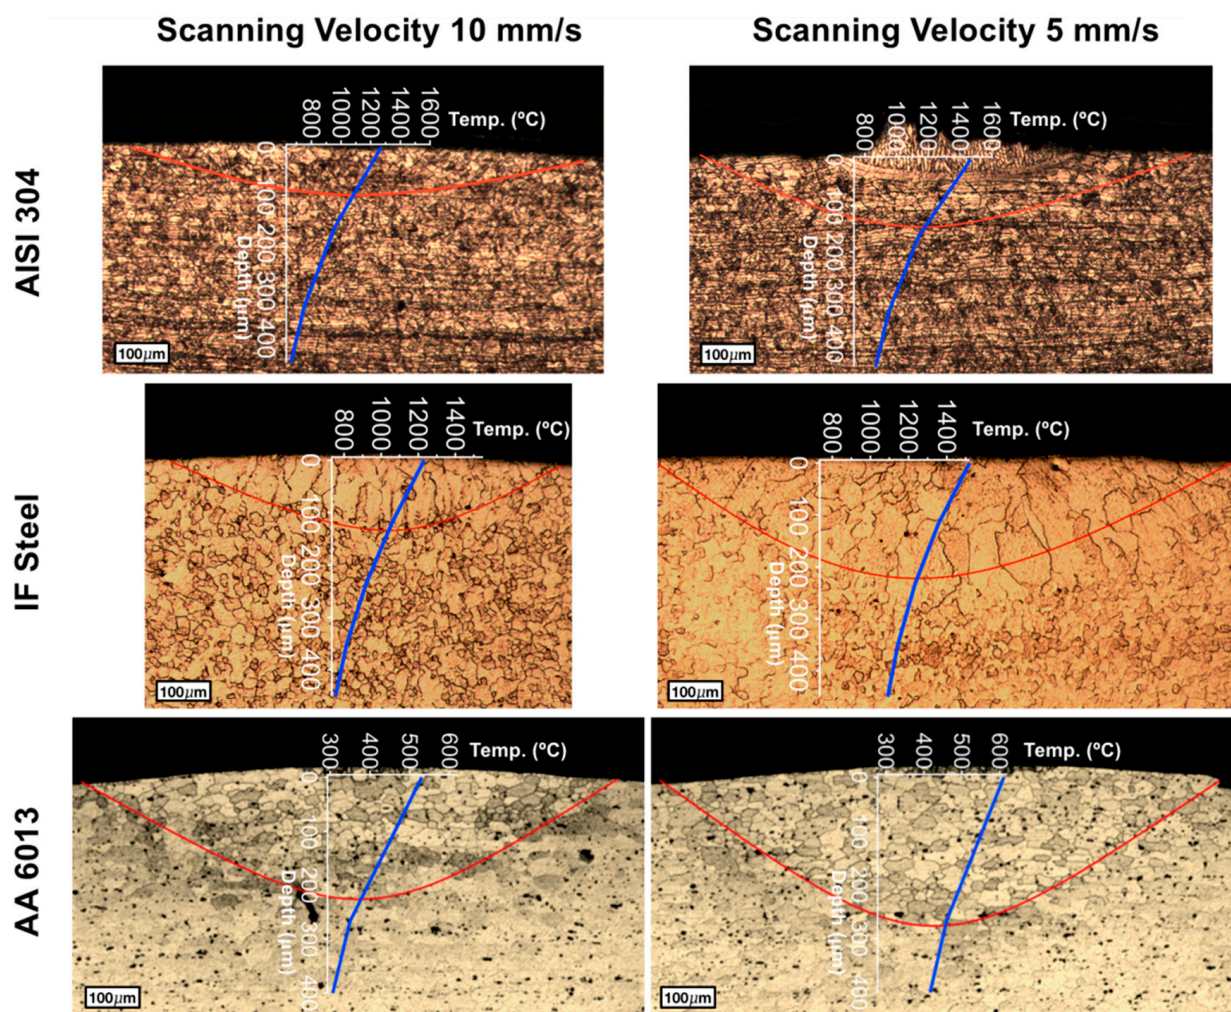 Scanning Velocity 10 mm/s
Scanning Velocity 5 mm/s
AISI 304
800 1000 1200 1400 1600
Temp. (ºC)
0 100 200 300 400
Depth (µm)
100µm
800 1000 1200 1400 1600
Temp. (ºC)
0 100 200 300 400
Depth (µm)
100µm
IF Steel
800 1000 1200 1400
Temp. (ºC)
0 100 200 300 400
Depth (µm)
100µm
800 1000 1200 1400
Temp. (ºC)
0 100 200 300 400
Depth (µm)
100µm
AA 6013
300 400 500 600
Temp. (ºC)
0 100 200 300 400
Depth (µm)
100µm
300 400 500 600
Temp. (ºC)
0 100 200 300 400
Depth (µm)
100µm